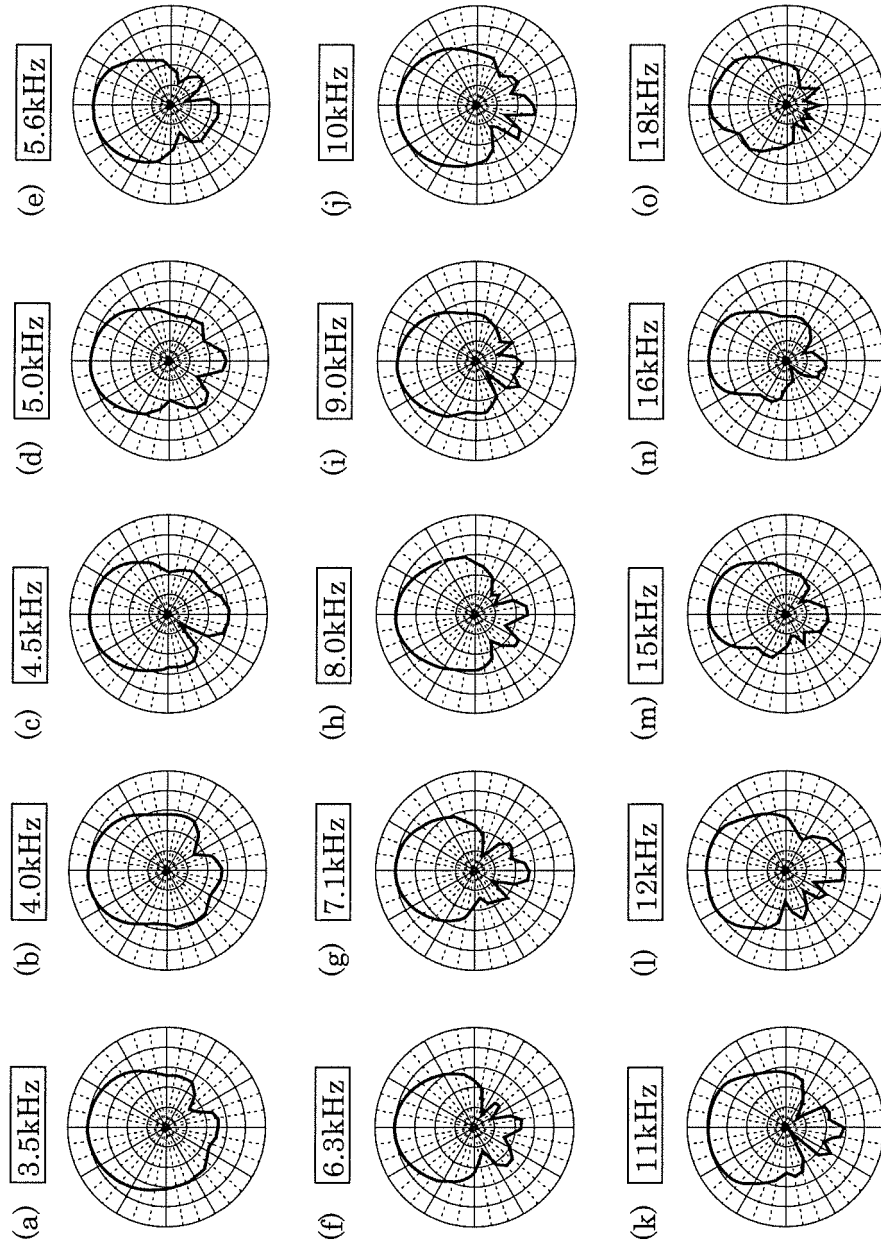 (a) 3.5kHz
(b) 4.0kHz
(c) 4.5kHz
(d) 5.0kHz
(e) 5.6kHz
(f) 6.3kHz
(g) 7.1kHz
(h) 8.0kHz
(i) 9.0kHz
(j) 10kHz
(k) 11kHz
(l) 12kHz
(m) 15kHz
(n) 16kHz
(o) 18kHz